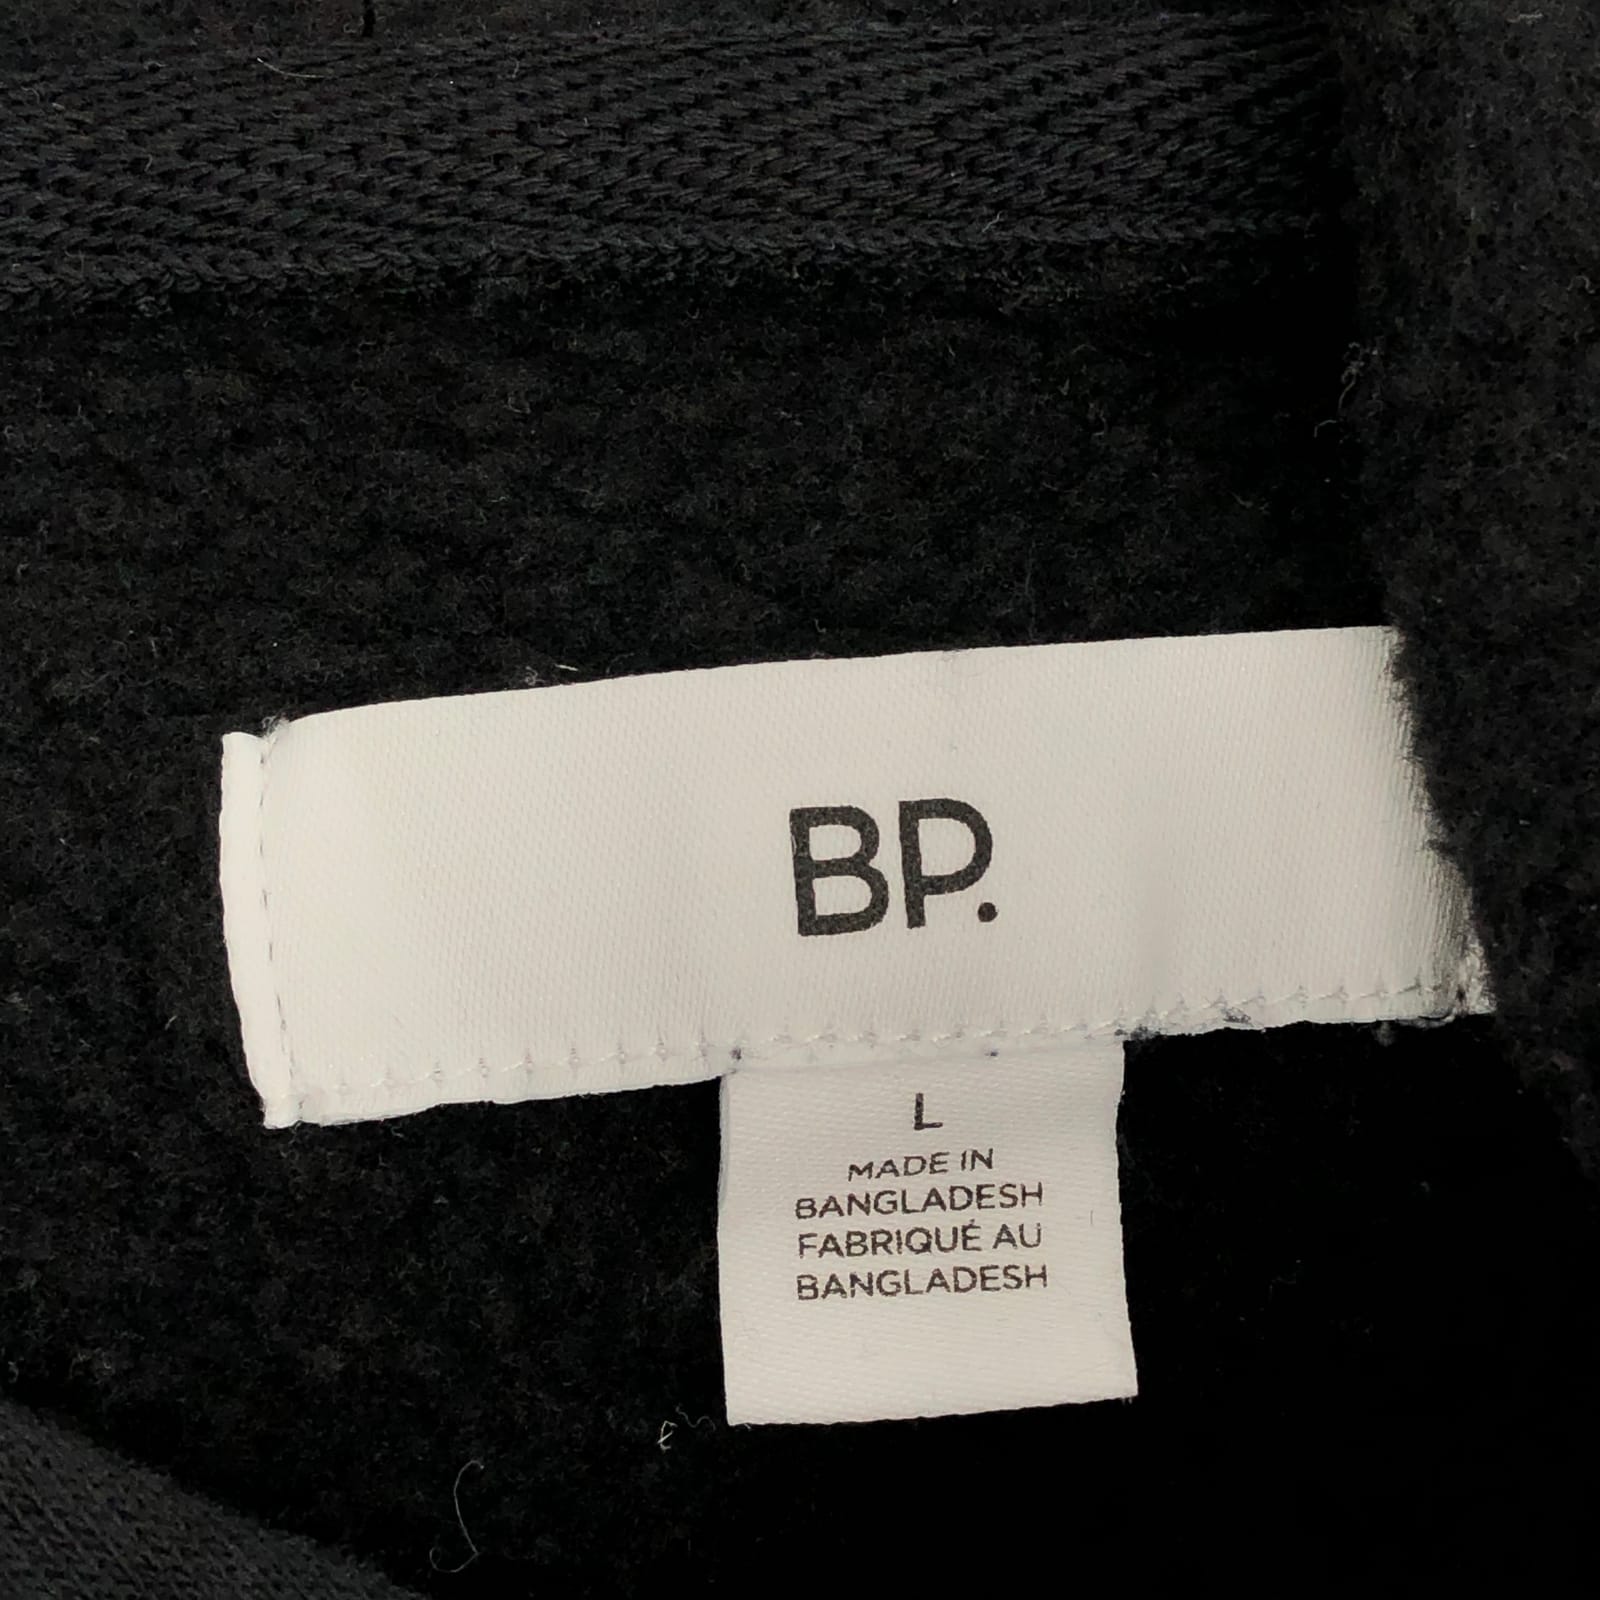 BP.
L
MADE IN
BANGLADESH
FABRIQUÉ AU
BANGLADESH